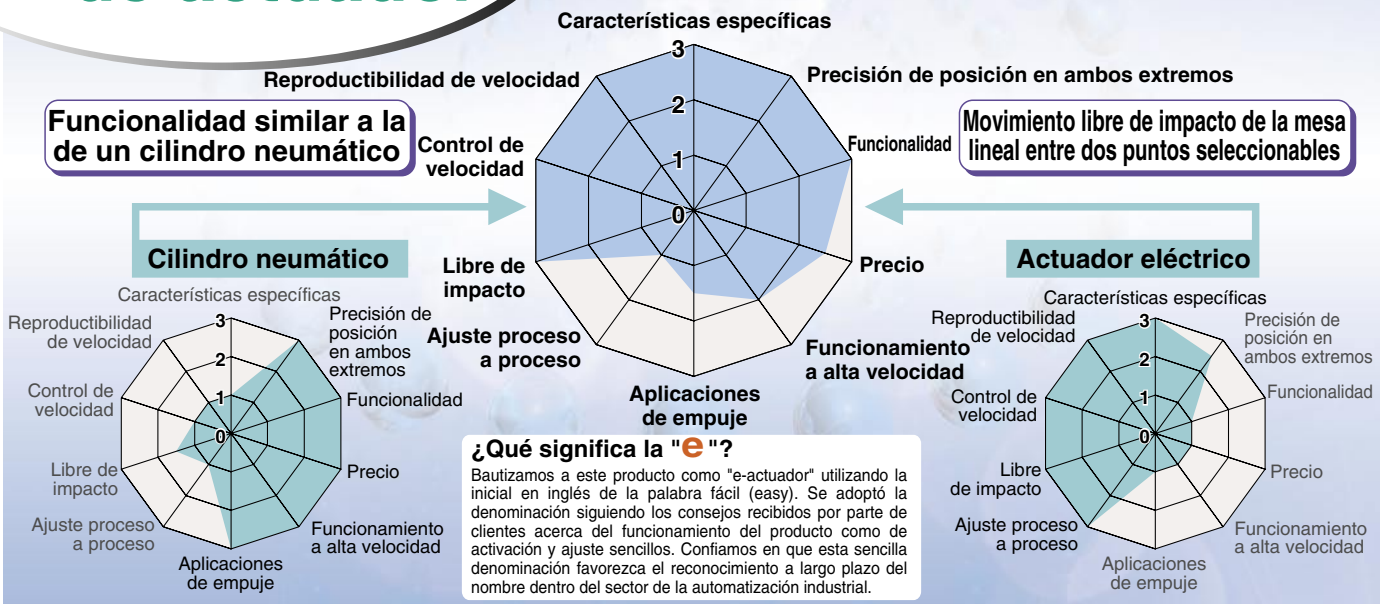 Características específicas
3
2
1
0
Reproductibilidad de velocidad
Precisión de posición en ambos extremos
Funcionalidad similar a la
de un cilindro neumático
Control de
velocidad
Funcionalidad
Movimiento libre de impacto de la mesa
lineal entre dos puntos seleccionables
Libre de
impacto
Precio
Ajuste proceso
a proceso
Funcionamiento
a alta velocidad
Aplicaciones
de empuje
Cilindro neumático
Características específicas
3
2
1
0
Reproductibilidad
de velocidad
Precisión de
posición
en ambos
extremos
Control de
velocidad
Funcionalidad
Libre de
impacto
Precio
Ajuste proceso
a proceso
Funcionamiento
a alta velocidad
Aplicaciones
de empuje
¿Qué significa la "e"?
Bautizamos a este producto como "e-actuador" utilizando la
inicial en inglés de la palabra fácil (easy). Se adoptó la
denominación siguiendo los consejos recibidos por parte de
clientes acerca del funcionamiento del producto como de
activación y ajuste sencillos. Confiamos en que esta sencilla
denominación favorezca el reconocimiento a largo plazo del
nombre dentro del sector de la automatización industrial.
Actuador eléctrico
Características específicas
3
2
1
0
Reproductibilidad
de velocidad
Precisión de
posición en
ambos extremos
Control de
velocidad
Funcionalidad
Libre
de impacto
Precio
Ajuste proceso
a proceso
Funcionamiento
a alta velocidad
Aplicaciones
de empuje